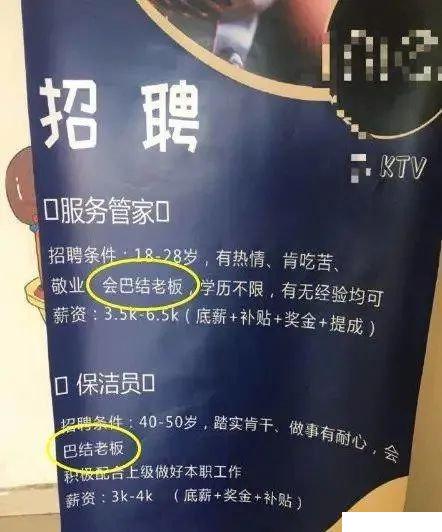 KTV
招聘
服务管家
招聘条件：18-28岁，有热情、肯吃苦、
敬业 会巴结老板，学历不限，有无经验均可
薪资：3.5k-6.5k（底薪+补贴+奖金+提成）
保洁员
招聘条件：40-50岁，踏实肯干、做事有耐心，会
巴结老板
积极配合上级做好本职工作
薪资：3k-4k （底薪+奖金+补贴）